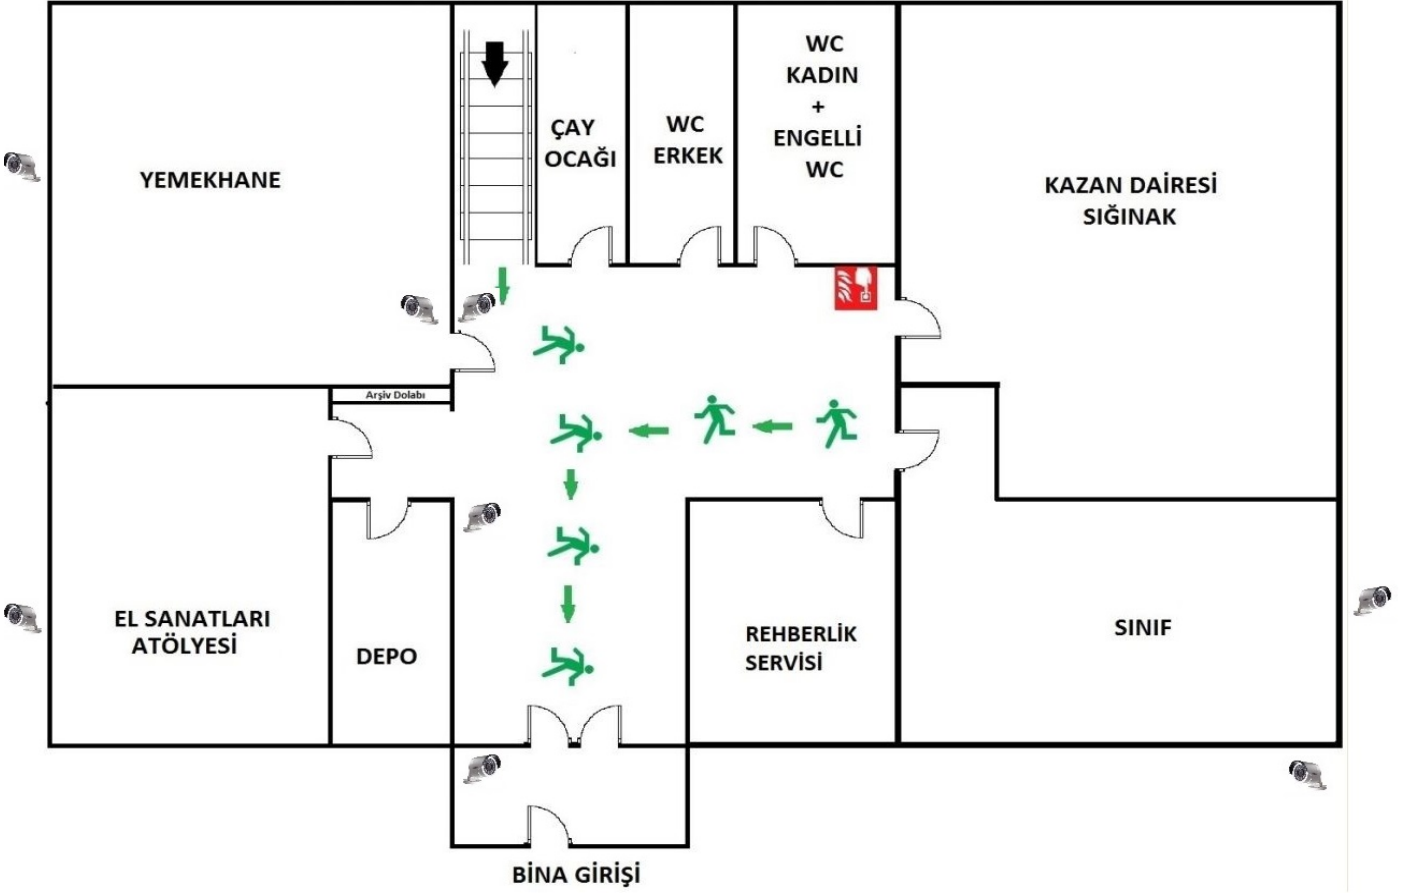 YEMEKHANE
ÇAY
OCAĞI
WC
ERKEK
WC
KADIN
+
ENGELLİ
WC
KAZAN DAİRESİ
SIĞINAK
Arşiv Dolabı
EL SANATLARI
ATÖLYESİ
DEPO
REHBERLİK
SERVİSİ
SINIF
BİNA GİRİŞİ